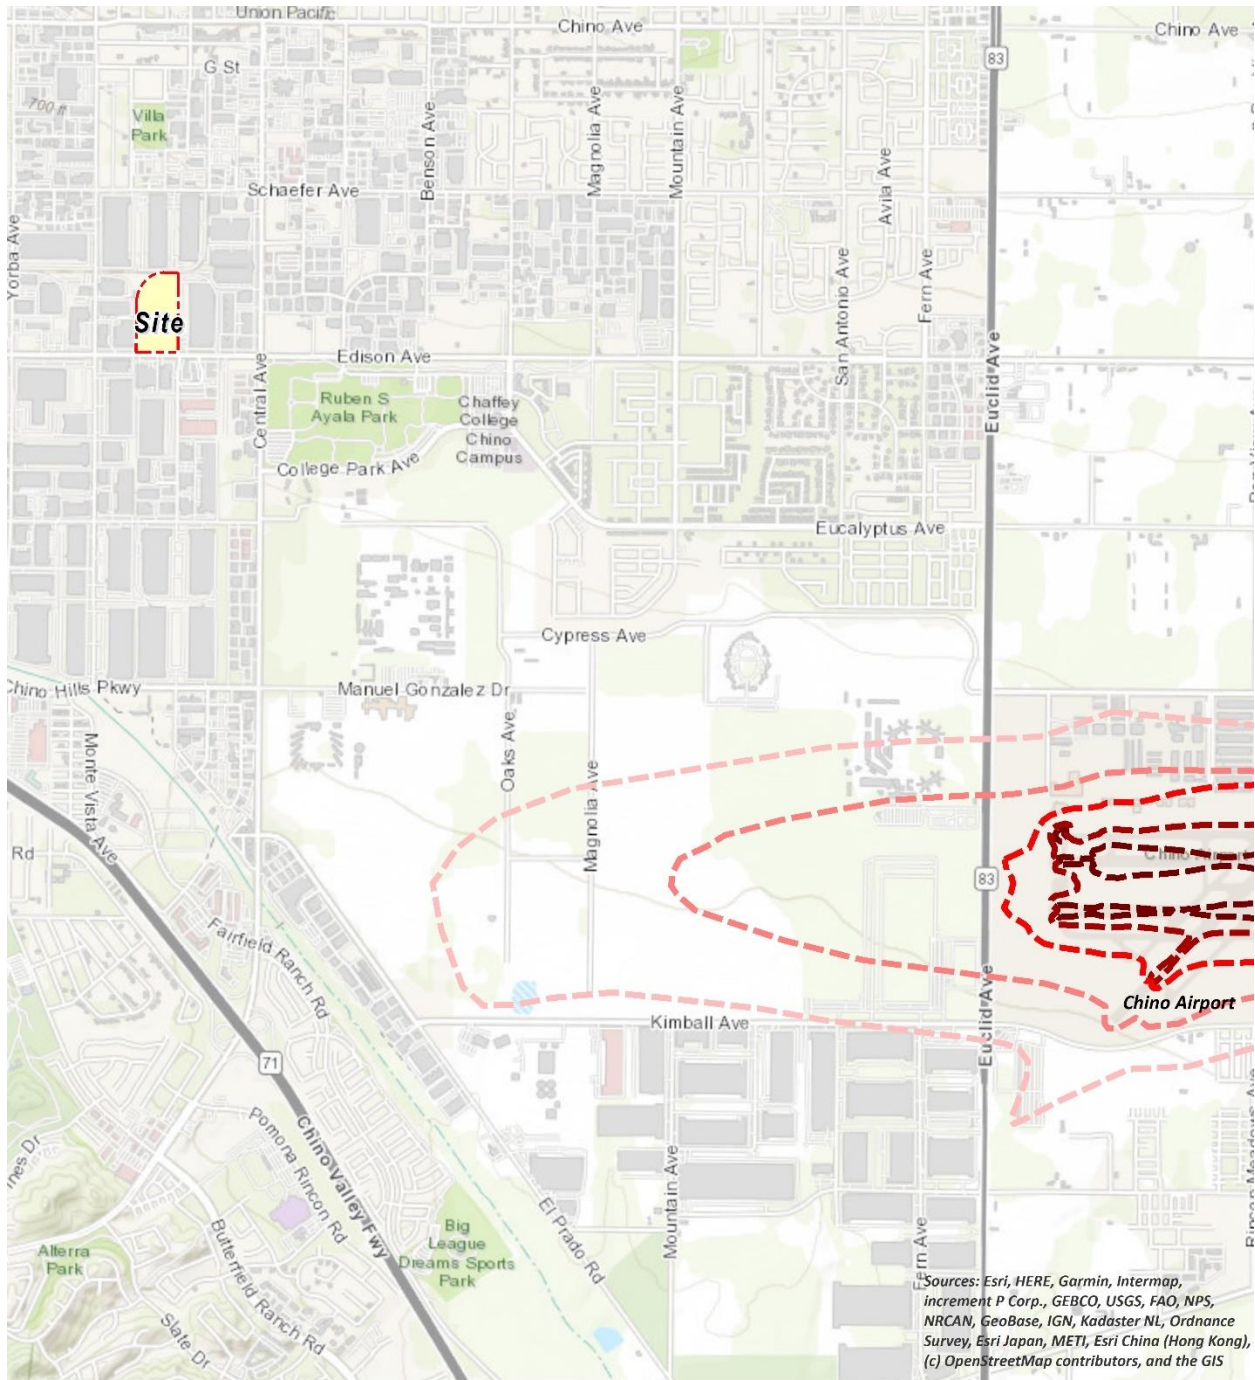 Union Pacific
Chino Ave
Chino Ave
83
G St
700 ft
Villa
Park
Benson Ave
Magnolia Ave
Mountain Ave
Avila Ave
Schaefer Ave
Yorba Ave
Site
San Antonio Ave
Fern Ave
Euclid Ave
Edison Ave
Central Ave
Ruben S
Ayala Park
Chaffey
College
Chino
Campus
College Park Ave
Eucalyptus Ave
Cypress Ave
Chino Hills Pkwy
Manuel Gonzalez Dr
Oaks Ave
Monte Vista Ave
Magnolia Ave
Rd
Chino Airport
83
Fairfield Ranch Rd
Chino Airport
Kimball Ave
Euclid Ave
71
Chino Valley Fwy
Pomona Rincon Rd
El Prado Rd
Mountain Ave
Fern Ave
Big
League
Dreams Sports
Park
Butterfield Ranch Rd
Alterra
Park
Slate Dr
Sources: Esri, HERE, Garmin, Intermap,
increment P Corp., GEBCO, USGS, FAO, NPS,
NRCAN, GeoBase, IGN, Kadaster NL, Ordnance
Survey, Esri Japan, METI, Esri China (Hong Kong),
(c) OpenStreetMap contributors, and the GIS